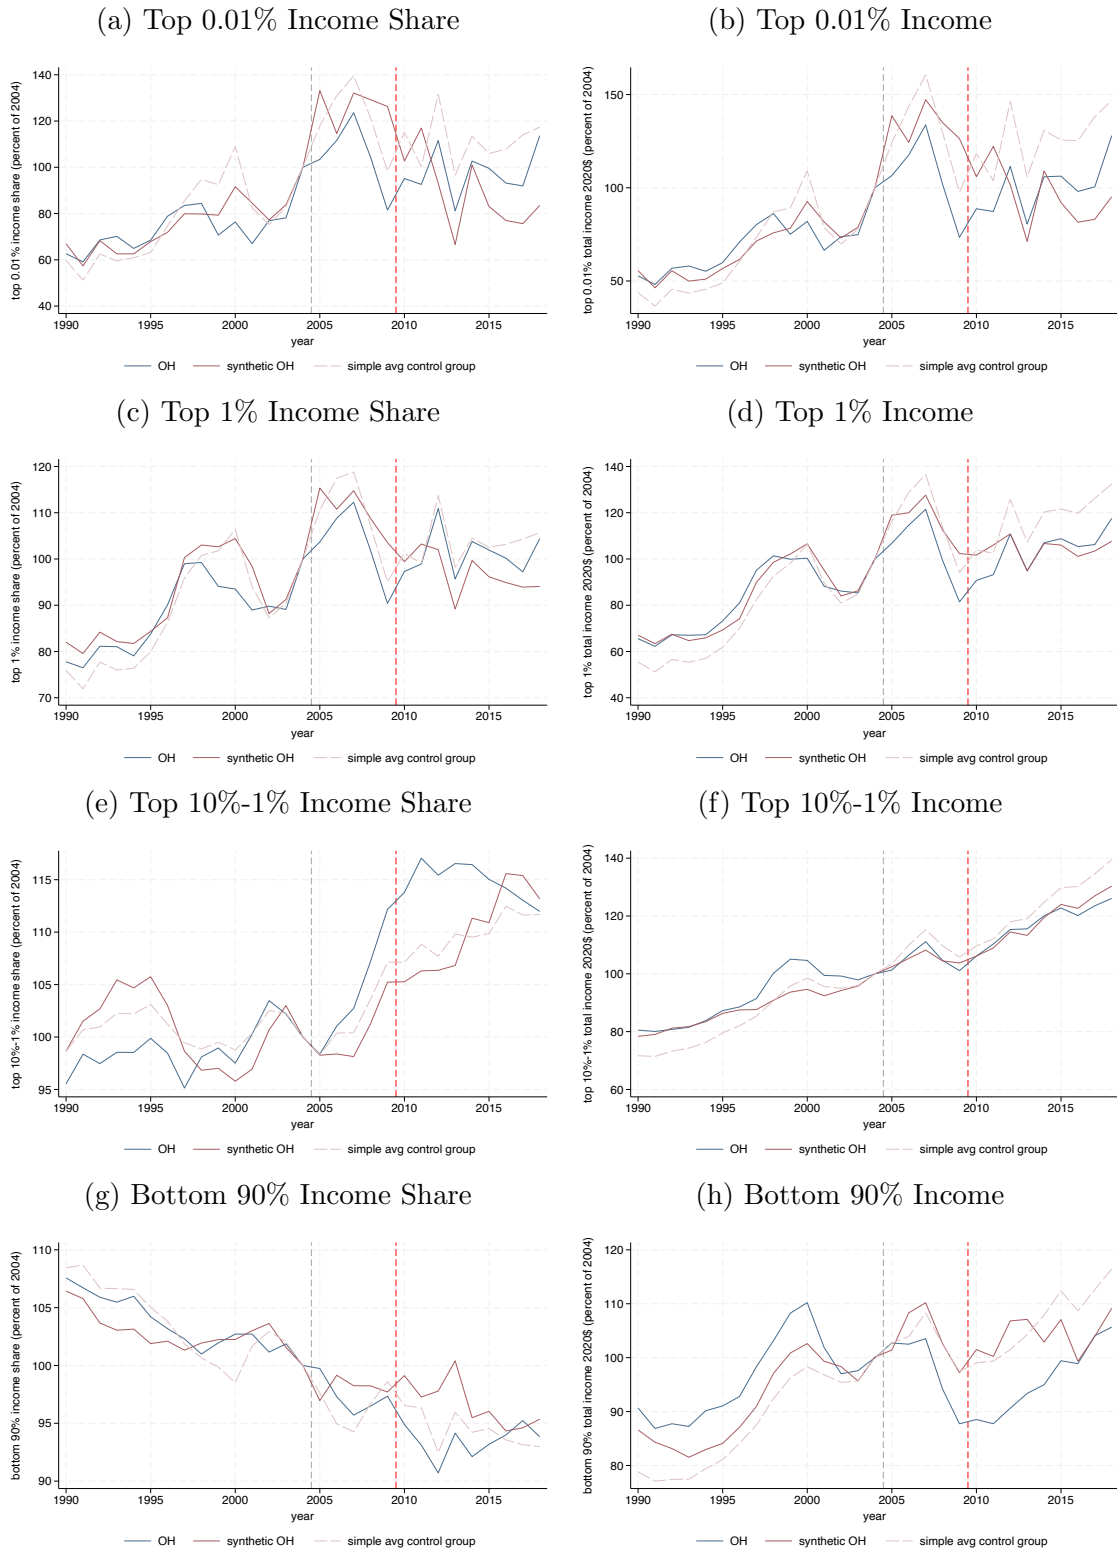 (a) Top 0.01% Income Share
top 0.01% income share (percent of 2004)
140
120
100
80
60
40
1990 1995 2000 2005 2010 2015
year
OH synthetic OH simple avg control group
(b) Top 0.01% Income
top 0.01% total income 2020$ (percent of 2004)
150
100
50
1990 1995 2000 2005 2010 2015
year
OH synthetic OH simple avg control group
(c) Top 1% Income Share
top 1% income share (percent of 2004)
120
110
100
90
80
70
1990 1995 2000 2005 2010 2015
year
OH synthetic OH simple avg control group
(d) Top 1% Income
top 1% total income 2020$ (percent of 2004)
140
120
100
80
60
40
1990 1995 2000 2005 2010 2015
year
OH synthetic OH simple avg control group
(e) Top 10%-1% Income Share
top 10%-1% income share (percent of 2004)
115
110
105
100
95
1990 1995 2000 2005 2010 2015
year
OH synthetic OH simple avg control group
(f) Top 10%-1% Income
top 10%-1% total income 2020$ (percent of 2004)
140
120
100
80
60
1990 1995 2000 2005 2010 2015
year
OH synthetic OH simple avg control group
(g) Bottom 90% Income Share
bottom 90% income share (percent of 2004)
110
105
100
95
90
1990 1995 2000 2005 2010 2015
year
OH synthetic OH simple avg control group
(h) Bottom 90% Income
bottom 90% total income 2020$ (percent of 2004)
120
110
100
90
80
1990 1995 2000 2005 2010 2015
year
OH synthetic OH simple avg control group